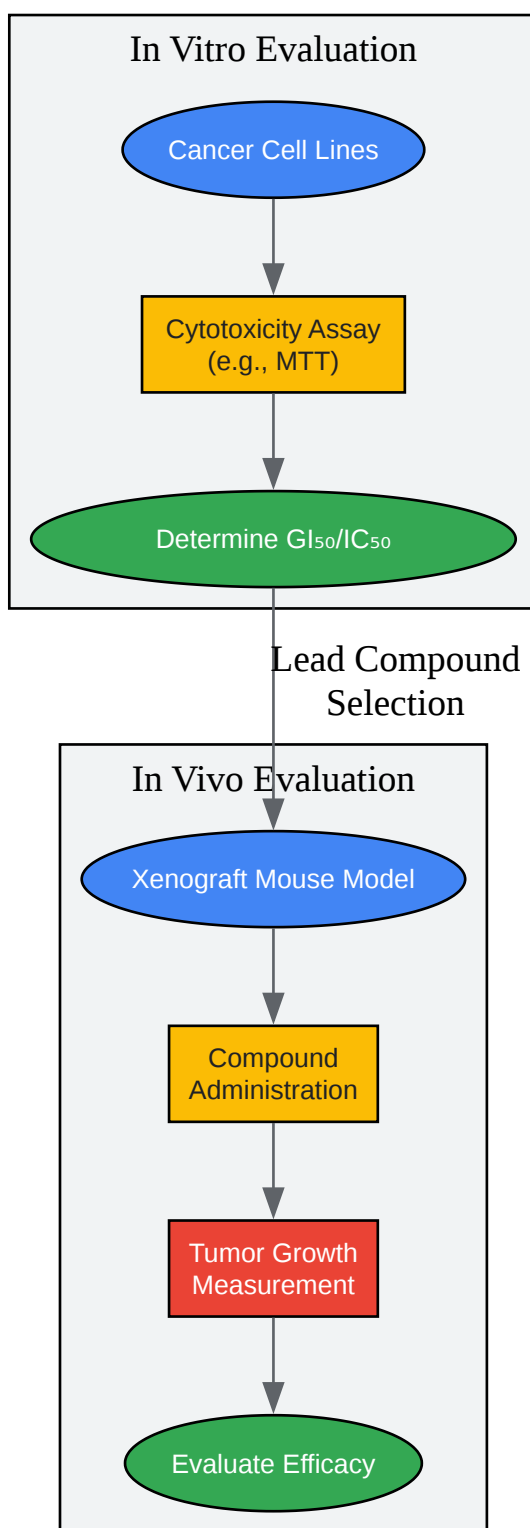 In Vitro Evaluation
Cancer Cell Lines
Cytotoxicity Assay
(e.g., MTT)
Determine GI₅₀/IC₅₀
Lead Compound
Selection
In Vivo Evaluation
Xenograft Mouse Model
Compound
Administration
Tumor Growth
Measurement
Evaluate Efficacy